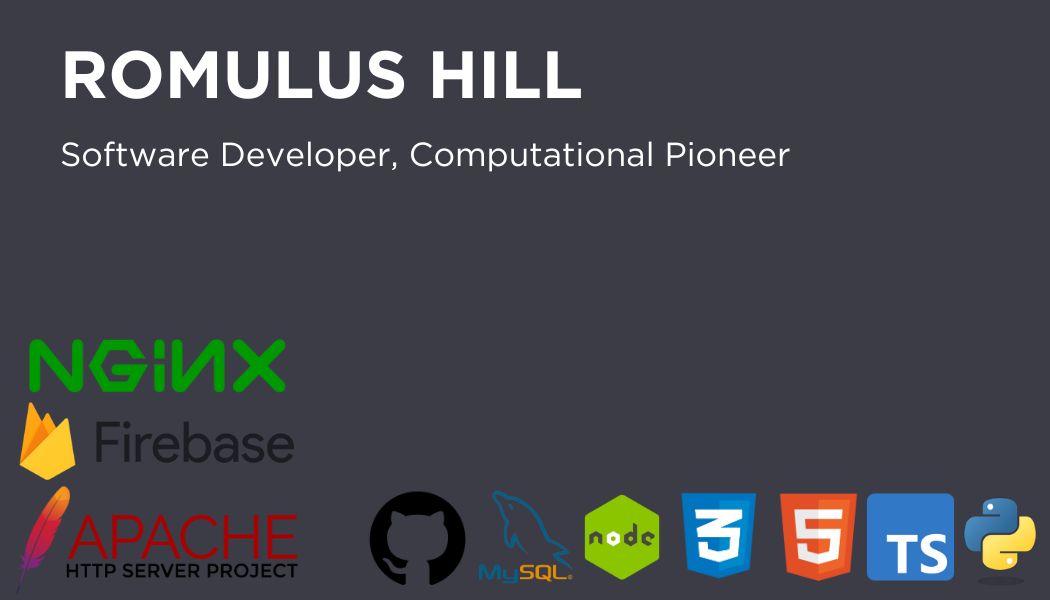 ROMULUS HILL
Software Developer, Computational Pioneer
NGINX
Firebase
APACHE
HTTP SERVER PROJECT
MySQL®
node
3
5
TS